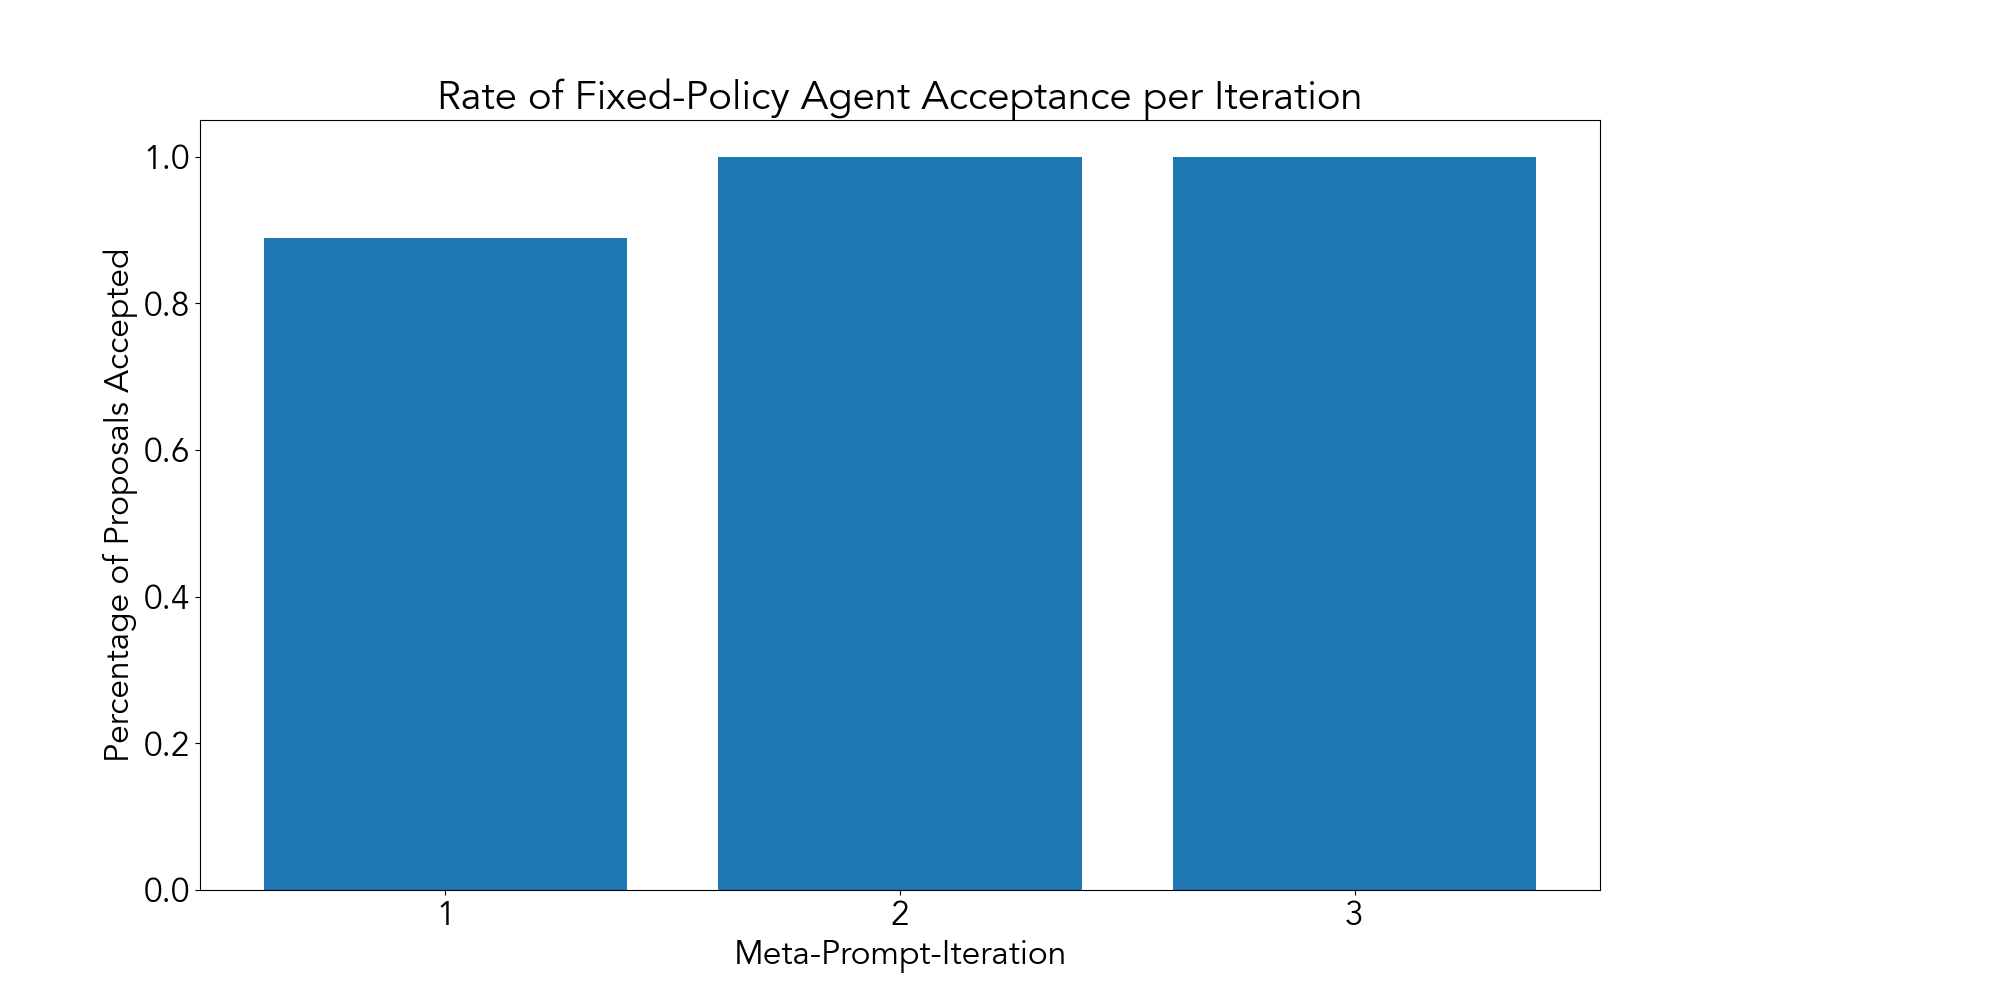 Rate of Fixed-Policy Agent Acceptance per Iteration
Percentage of Proposals Accepted
1.0
0.8
0.6
0.4
0.2
0.0
1 2 3
Meta-Prompt-Iteration